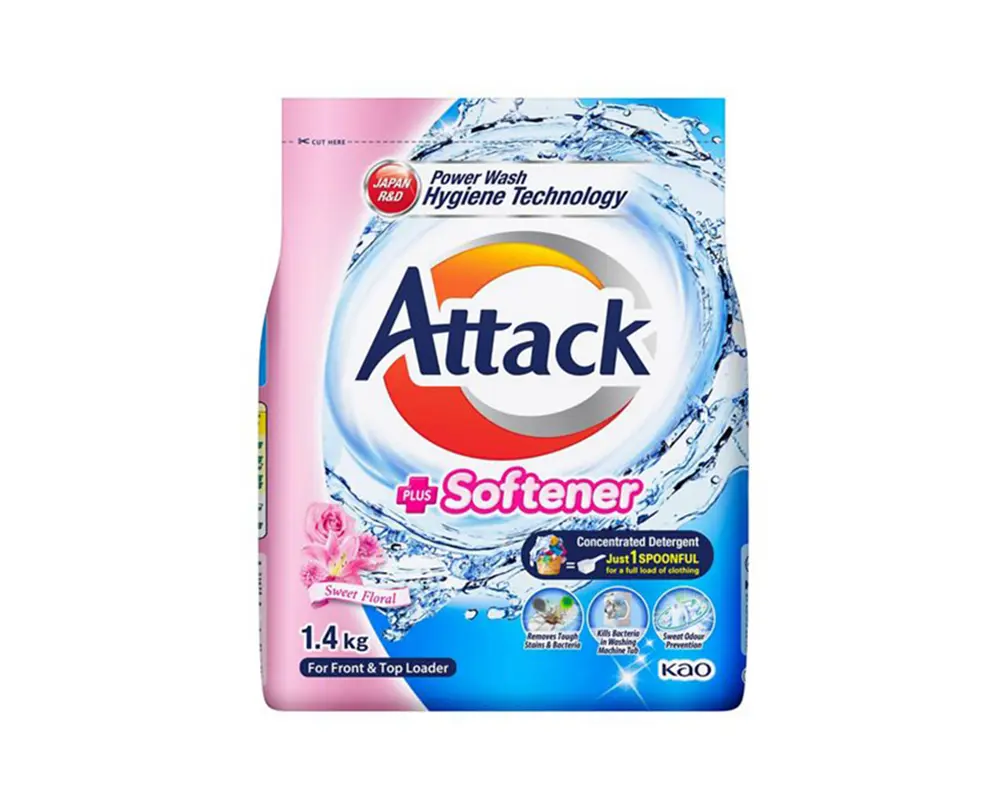 CUT HERE
JAPAN
R&D
Power Wash
Hygiene Technology
Attack
PLUS
Softener
Concentrated Detergent
Just 1 SPOONFUL
for a full load of clothing
=
Sweet Floral
Removes Tough
Stains & Bacteria
Kills Bacteria
in Washing
Machine Tub
Sweat Odour
Prevention
1.4 kg
For Front & Top Loader
Kao